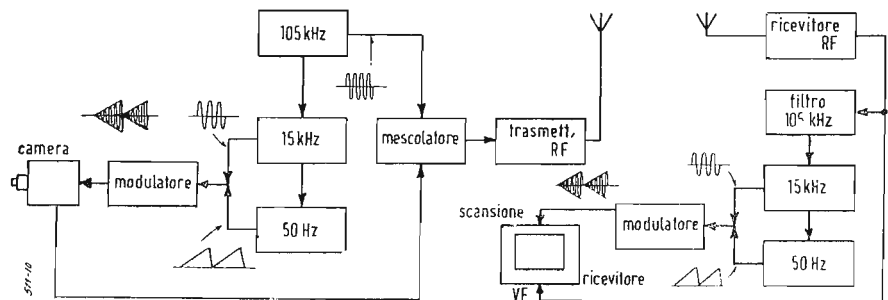 105 kHz
15 kHz
50 Hz
camera
modulatore
mescolatore
trasmett,
RF
ricevitore
RF
filtro
105 kHz
15 kHz
50 Hz
modulatore
scansione
ricevitore
VF
511-10